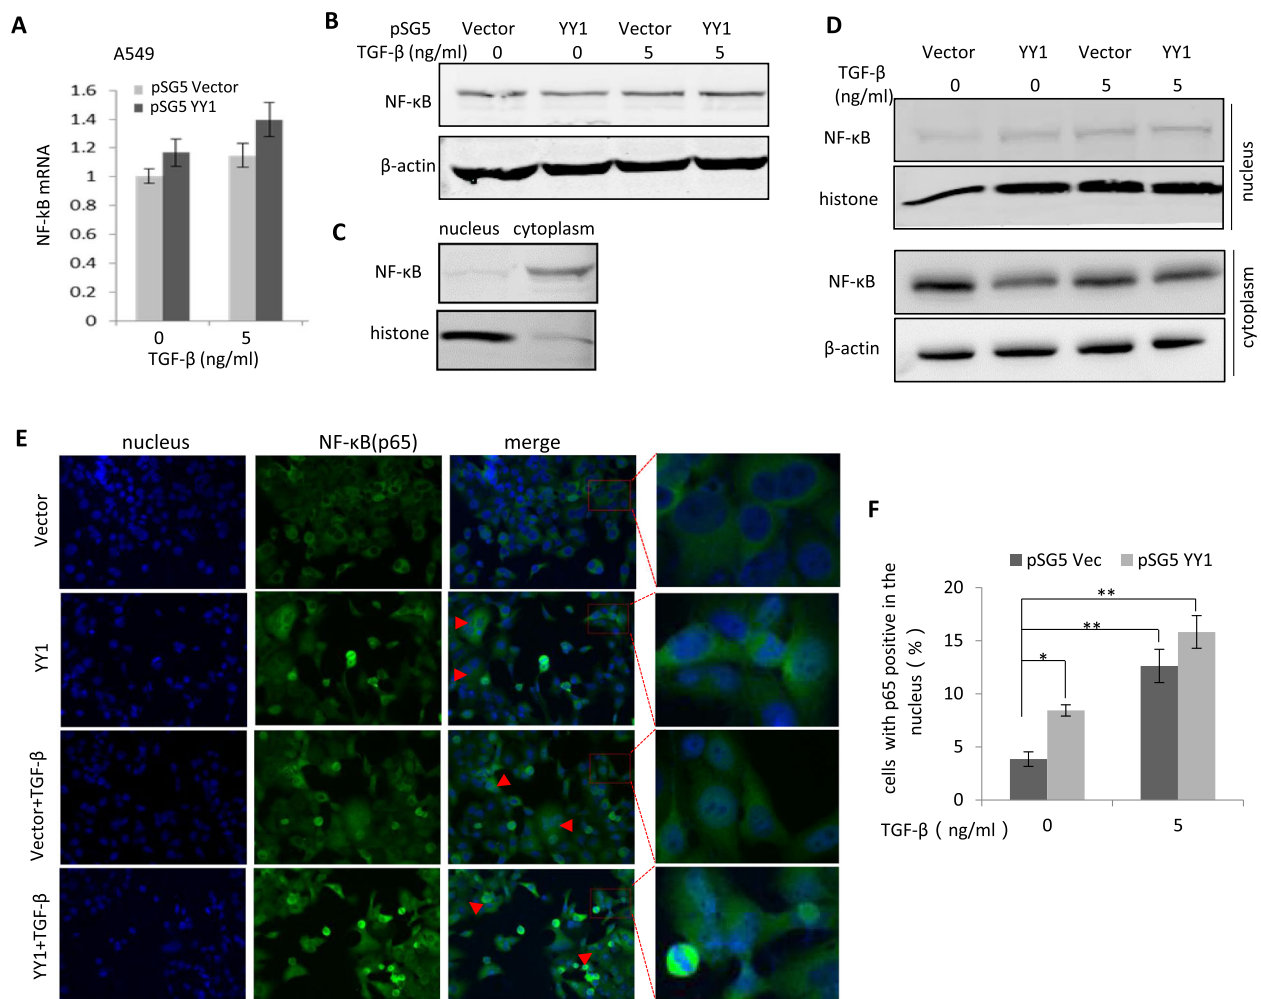 A
A549
pSG5 Vector
pSG5 YY1
NF-kB mRNA
1.6
1.4
1.2
1
0.8
0.6
0.4
0.2
0
0 5
TGF-β (ng/ml)
B
pSG5 Vector YY1 Vector YY1
TGF-β (ng/ml) 0 0 5 5
NF-κB
β-actin
C
nucleus cytoplasm
NF-κB
histone
D
Vector YY1 Vector YY1
TGF-β
(ng/ml) 0 0 5 5
NF-κB
histone
nucleus
NF-κB
β-actin
cytoplasm
E
nucleus NF-κB(p65) merge
Vector
YY1
Vector+TGF-β
YY1+TGF-β
F
pSG5 Vec pSG5 YY1
cells with p65 positive in the
nucleus ( % )
20
15
10
5
0
**
**
*
0 5
TGF-β ( ng/ml )